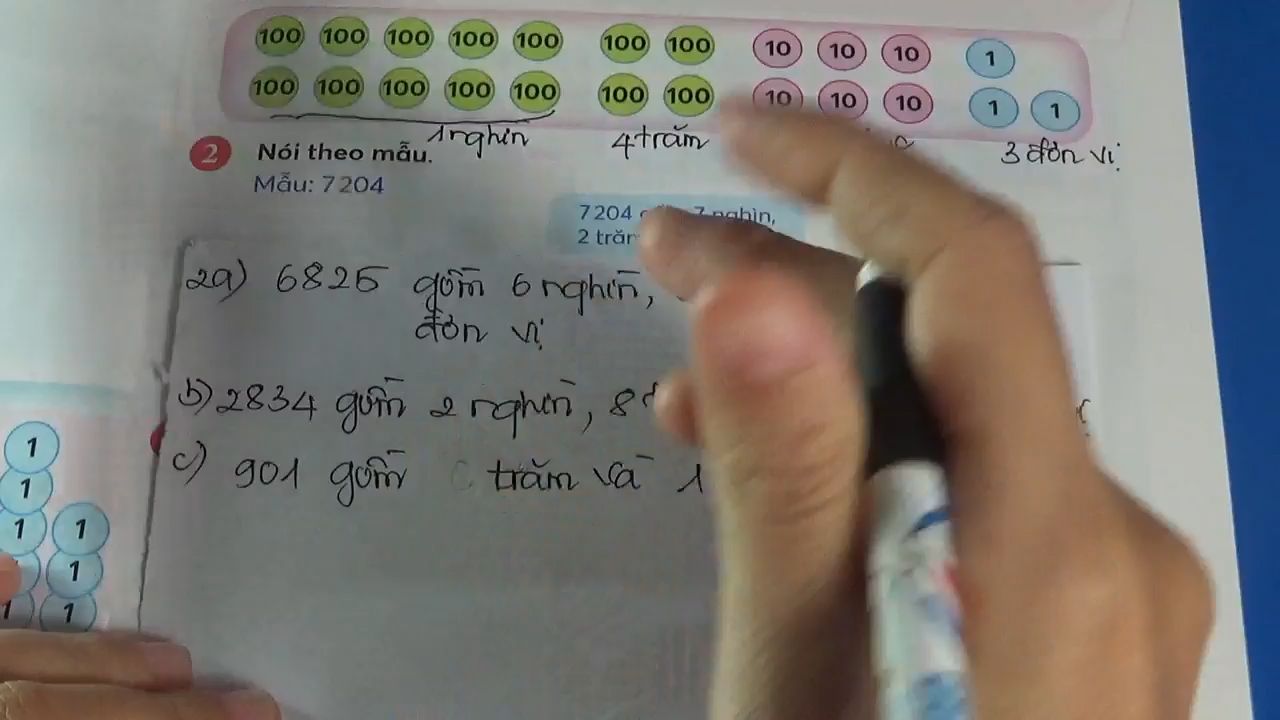 100 100 100 100 100 100 100 10 10 10 1
100 100 100 100 100 100 100 10 10 10 1 1
1 nghìn 4 trăm 3 đơn vị
2 Nói theo mẫu.
Mẫu: 7204
7204 7 nghìn,
2
2a) 6825 gồm 6 nghìn,
đơn vị
b) 2834 gồm 2 nghìn, 8
c) 901 gồm trăm và 1
1
1
1 1
1
1 1